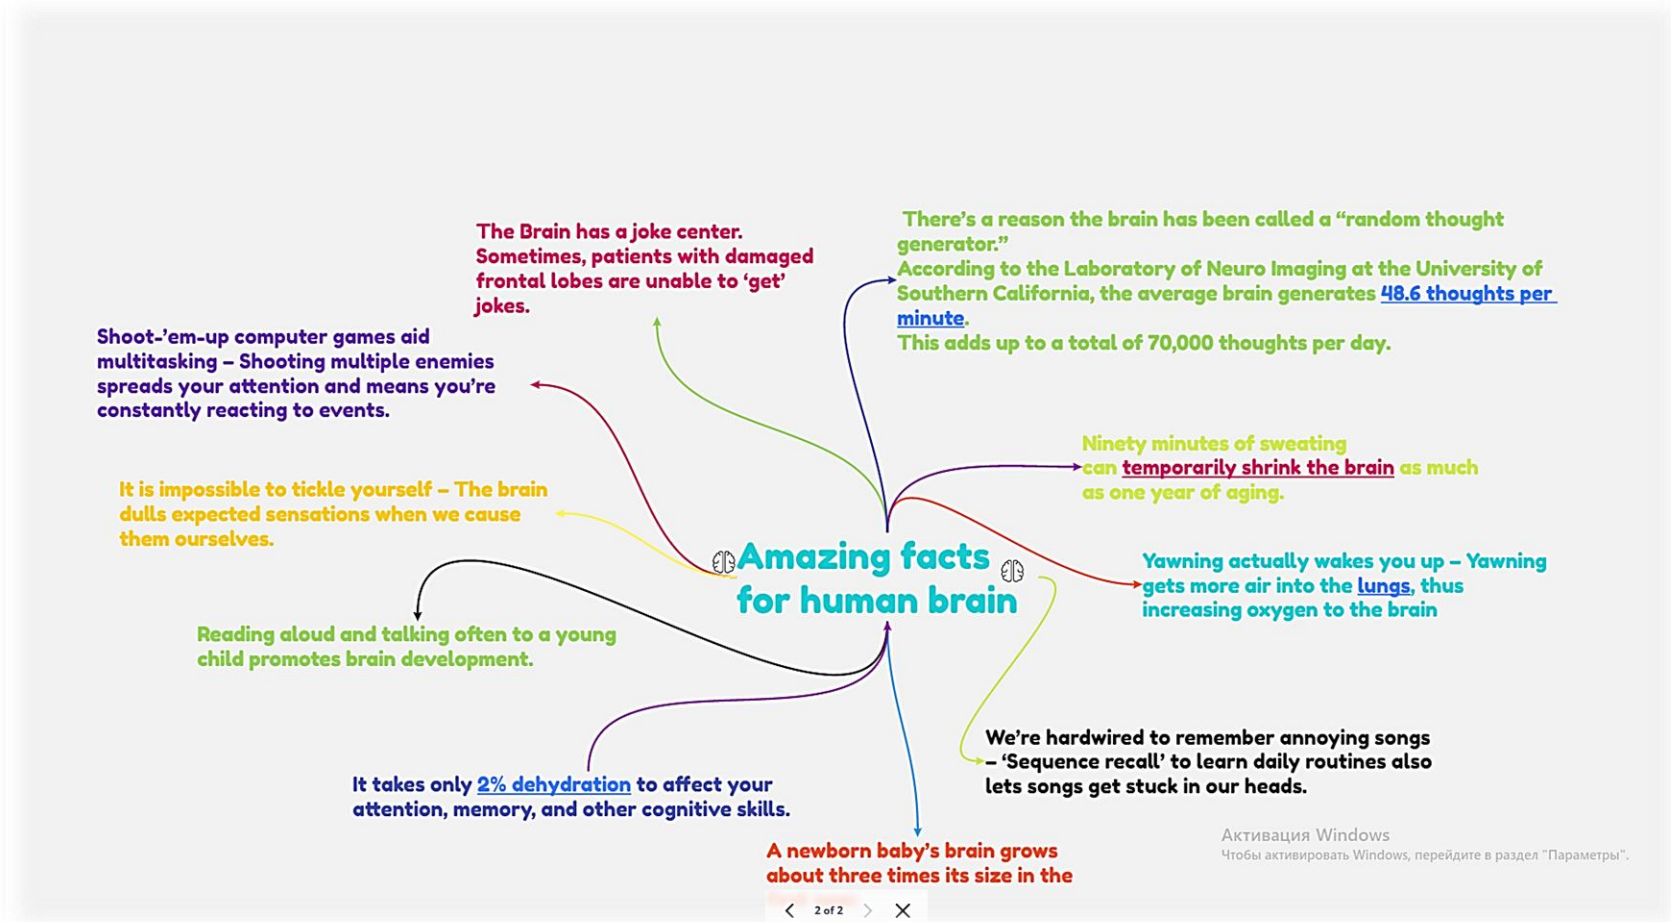 There’s a reason the brain has been called a “random thought
generator.”
According to the Laboratory of Neuro Imaging at the University of
Southern California, the average brain generates 48.6 thoughts per
minute.
This adds up to a total of 70,000 thoughts per day.
The Brain has a joke center.
Sometimes, patients with damaged
frontal lobes are unable to ‘get’
jokes.
Shoot-’em-up computer games aid
multitasking – Shooting multiple enemies
spreads your attention and means you’re
constantly reacting to events.
Ninety minutes of sweating
can temporarily shrink the brain as much
as one year of aging.
It is impossible to tickle yourself – The brain
dulls expected sensations when we cause
them ourselves.
Amazing facts
for human brain
Yawning actually wakes you up – Yawning
gets more air into the lungs, thus
increasing oxygen to the brain
Reading aloud and talking often to a young
child promotes brain development.
We’re hardwired to remember annoying songs
– ‘Sequence recall’ to learn daily routines also
lets songs get stuck in our heads.
It takes only 2% dehydration to affect your
attention, memory, and other cognitive skills.
A newborn baby’s brain grows
about three times its size in the
Активация Windows
Чтобы активировать Windows, перейдите в раздел "Параметры".
2 of 2